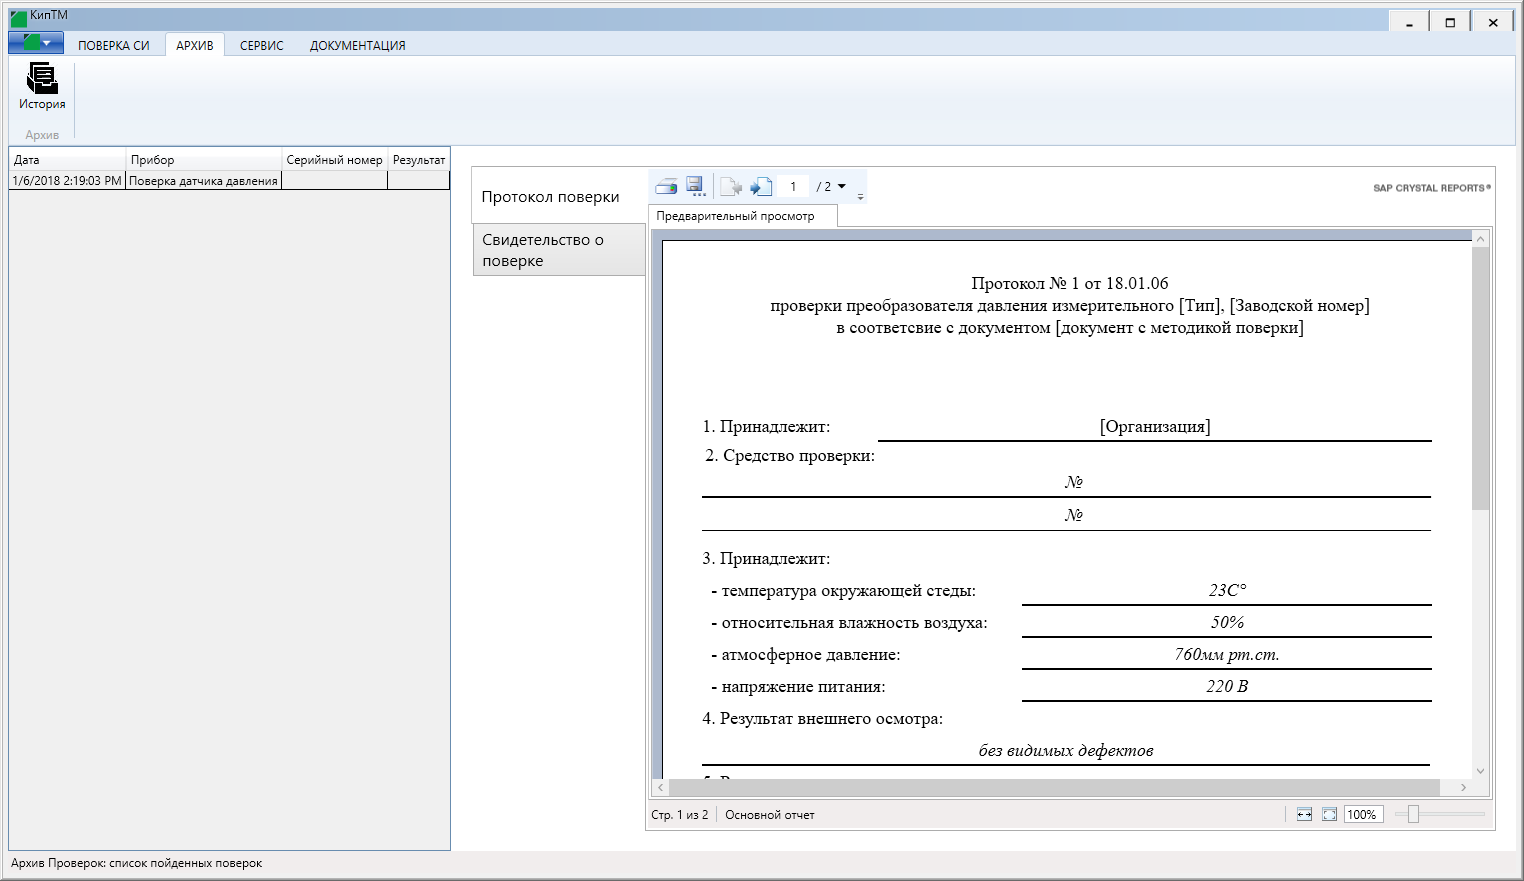 КипТМ
ПОВЕРКА СИ АРХИВ СЕРВИС ДОКУМЕНТАЦИЯ
История
Архив
Дата Прибор Серийный номер Результат
1/6/2018 2:19:03 PM Поверка датчика давления
Протокол поверки
Свидетельство о
поверке
1 / 2
SAP CRYSTAL REPORTS®
Предварительный просмотр
Протокол № 1 от 18.01.06
проверки преобразователя давления измерительного [Тип], [Заводской номер]
в соответсвие с документом [документ с методикой поверки]
1. Принадлежит: [Организация]
2. Средство проверки:
№
№
3. Принадлежит:
- температура окружающей стеды: 23С°
- относительная влажность воздуха: 50%
- атмосферное давление: 760мм рт.ст.
- напряжение питания: 220 В
4. Результат внешнего осмотра:
без видимых дефектов
Стр. 1 из 2 Основной отчет 100%
Архив Проверок: список пойденных поверок